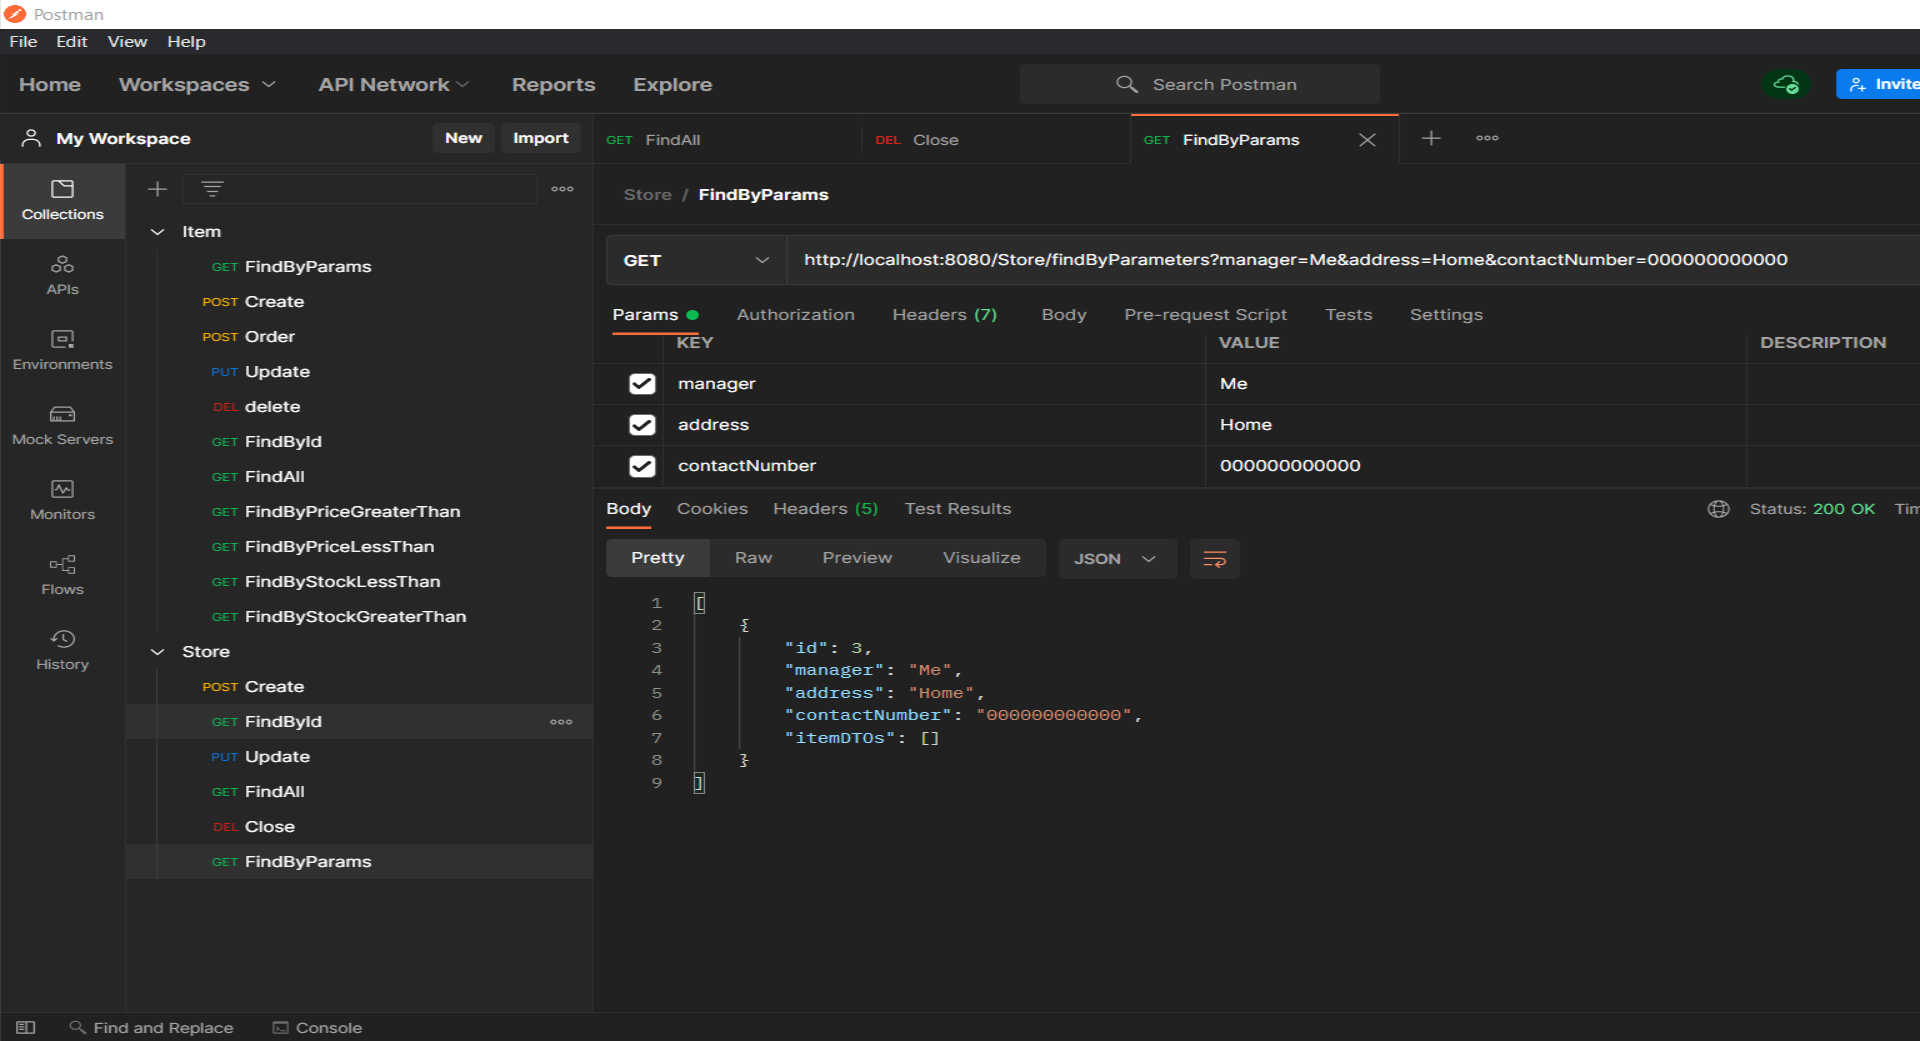 Postman
File Edit View Help
Home Workspaces API Network Reports Explore Search Postman Invite
My Workspace New Import
GET FindAll DEL Close GET FindByParams
Collections
APIs
Environments
Mock Servers
Monitors
Flows
History
Item
GET FindByParams
POST Create
POST Order
PUT Update
DEL delete
GET FindById
GET FindAll
GET FindByPriceGreaterThan
GET FindByPriceLessThan
GET FindByStockLessThan
GET FindByStockGreaterThan
Store
POST Create
GET FindById
PUT Update
GET FindAll
DEL Close
GET FindByParams
Store / FindByParams
GET http://localhost:8080/Store/findByParameters?manager=Me&address=Home&contactNumber=000000000000
Params Authorization Headers (7) Body Pre-request Script Tests Settings
KEY VALUE DESCRIPTION
manager Me
address Home
contactNumber 000000000000
Body Cookies Headers (5) Test Results Status: 200 OK Tim
Pretty Raw Preview Visualize JSON
1 [
2 {
3 "id": 3,
4 "manager": "Me",
5 "address": "Home",
6 "contactNumber": "000000000000",
7 "itemDTOs": []
8 }
9 ]
Find and Replace Console